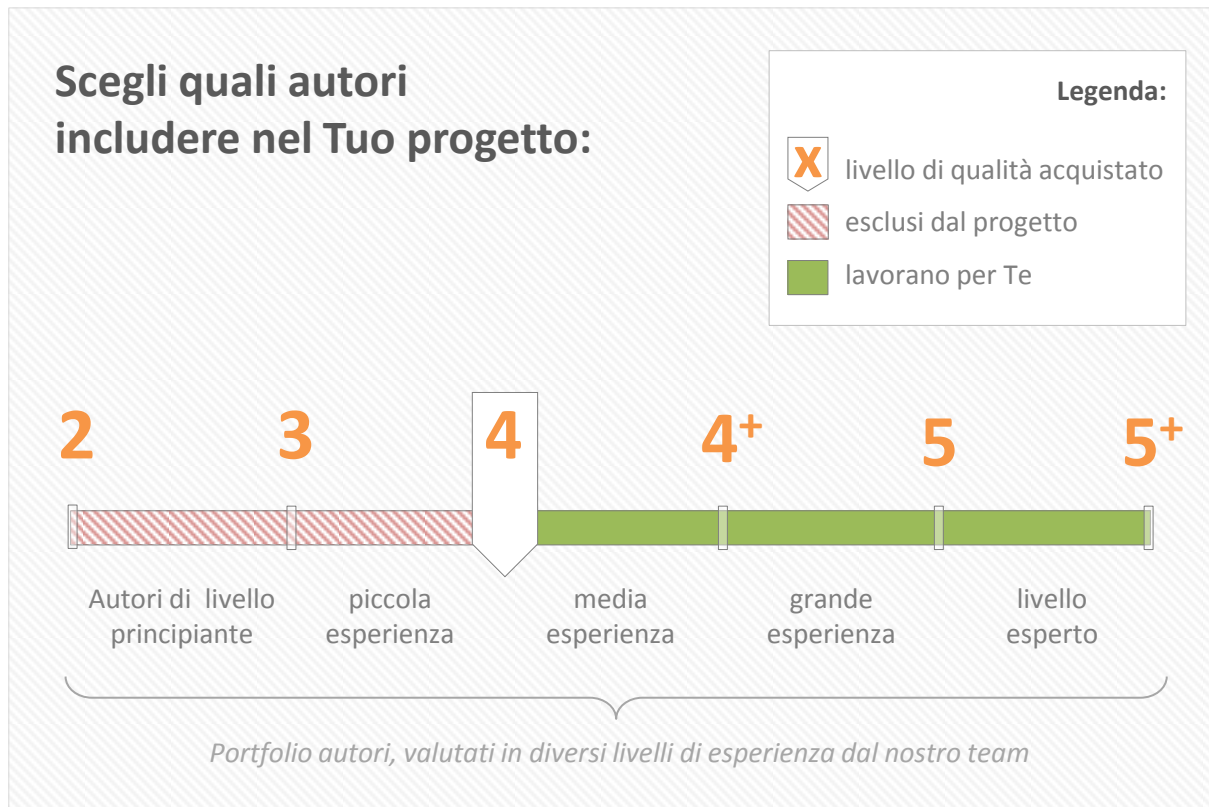 Scegli quali autori
includere nel Tuo progetto:
Legenda:
X livello di qualità acquistato
esclusi dal progetto
lavorano per Te
2 3 4 4+ 5 5+
Autori di livello principiante
piccola esperienza
media esperienza
grande esperienza
livello esperto
Portfolio autori, valutati in diversi livelli di esperienza dal nostro team